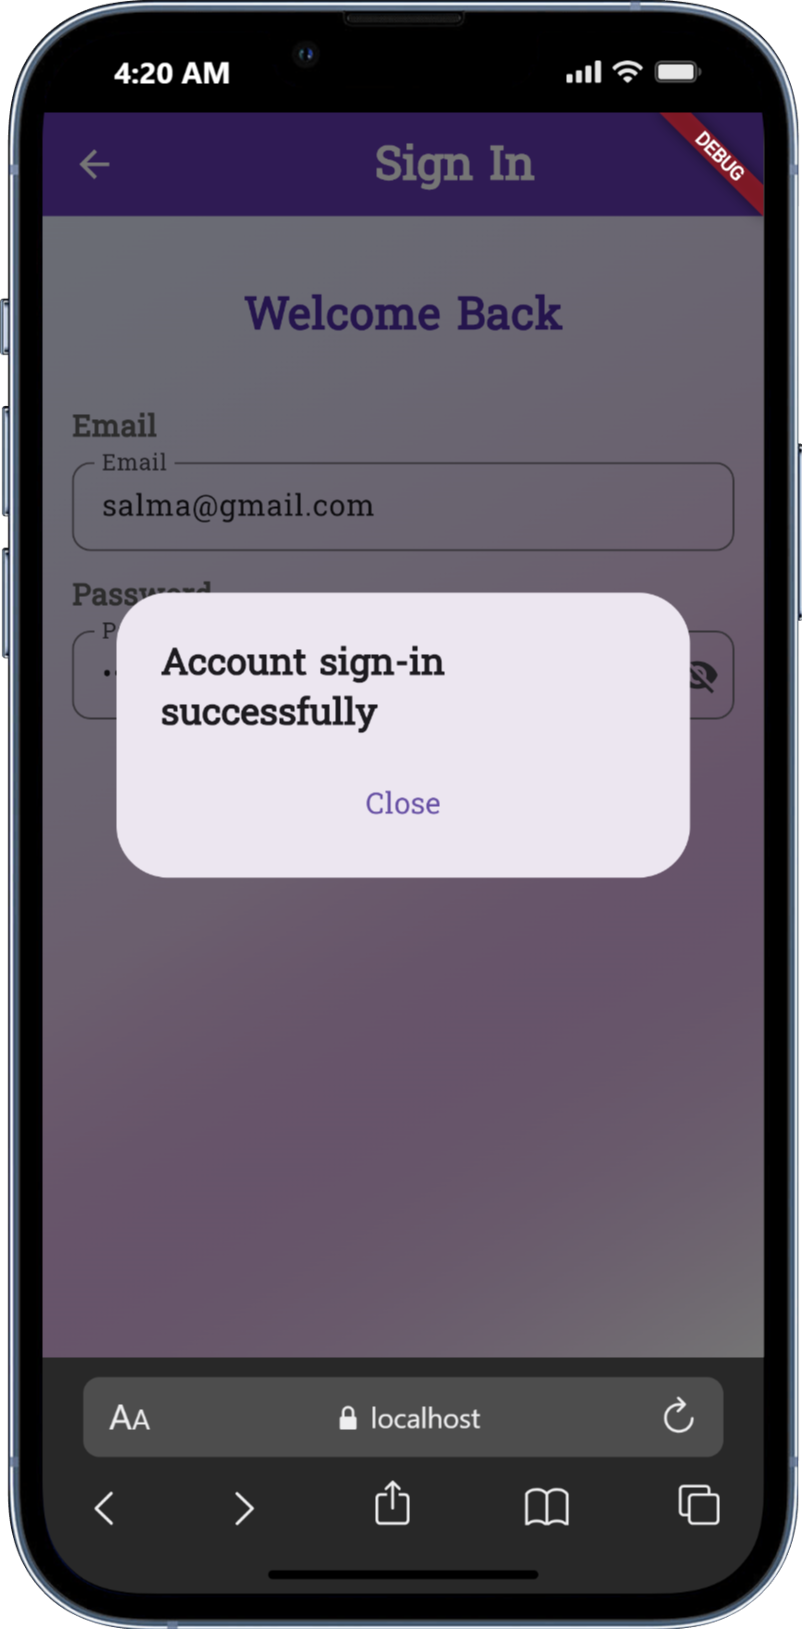 4:20 AM
Sign In
DEBUG
Welcome Back
Email
Email
salma@gmail.com
Password
P
Account sign-in
successfully
Close
AA
localhost